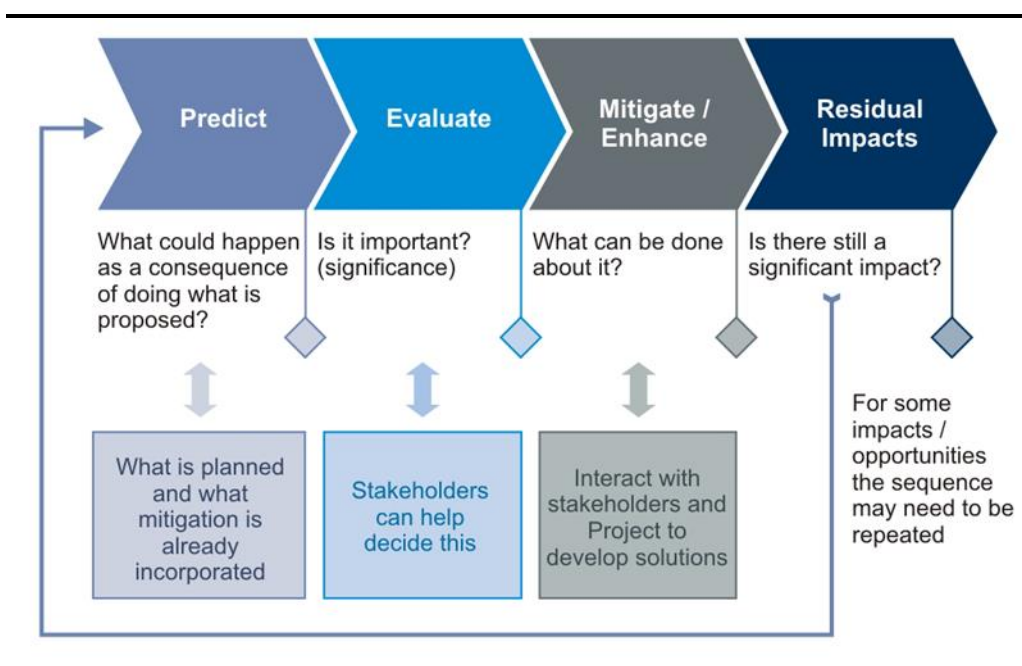 Predict
Evaluate
Mitigate /
Enhance
Residual
Impacts
What could happen
as a consequence
of doing what is
proposed?
Is it important?
(significance)
What can be done
about it?
Is there still a
significant impact?
What is planned
and what
mitigation is
already
incorporated
Stakeholders
can help
decide this
Interact with
stakeholders and
Project to
develop solutions
For some
impacts /
opportunities
the sequence
may need to be
repeated